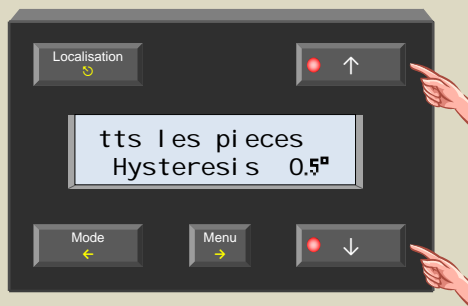 Localisation
↑
tts les pieces
Hysteresis 0.5°
Mode
←
Menu
→
↓